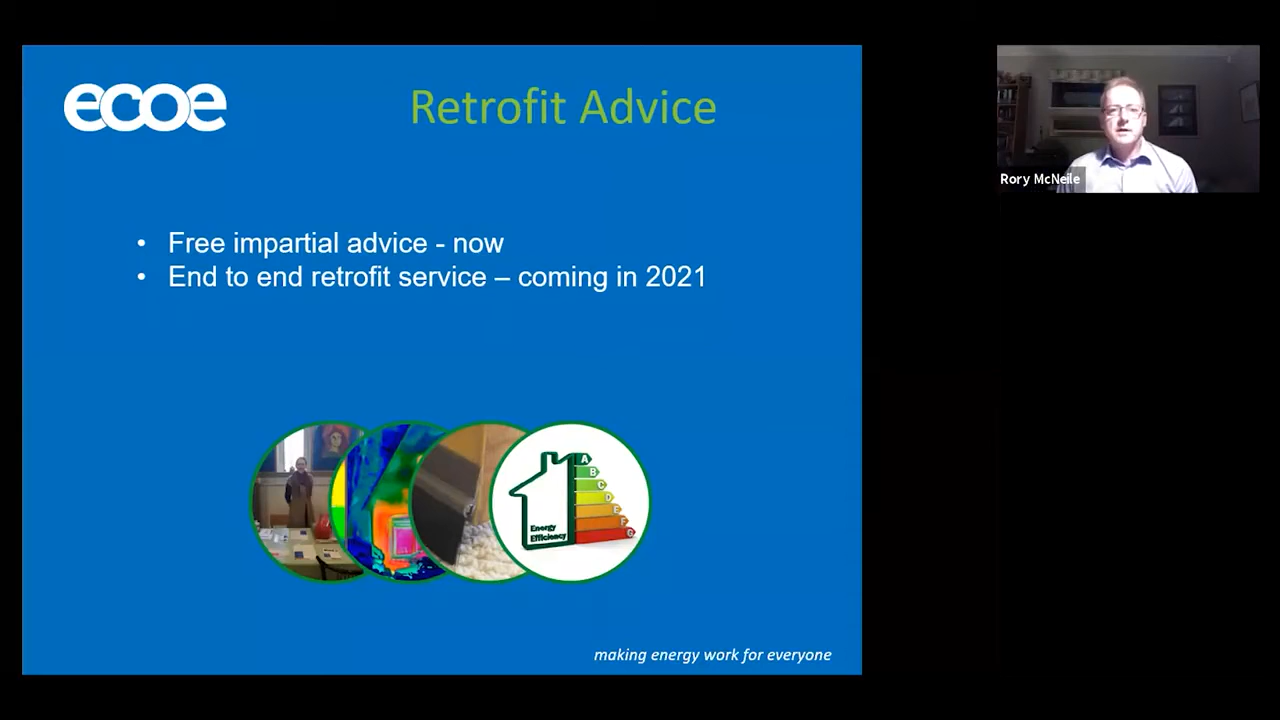 ecoe
Retrofit Advice
Rory McNeile
• Free impartial advice - now
• End to end retrofit service – coming in 2021
A
B
C
D
E
F
G
Energy
Efficiency
making energy work for everyone